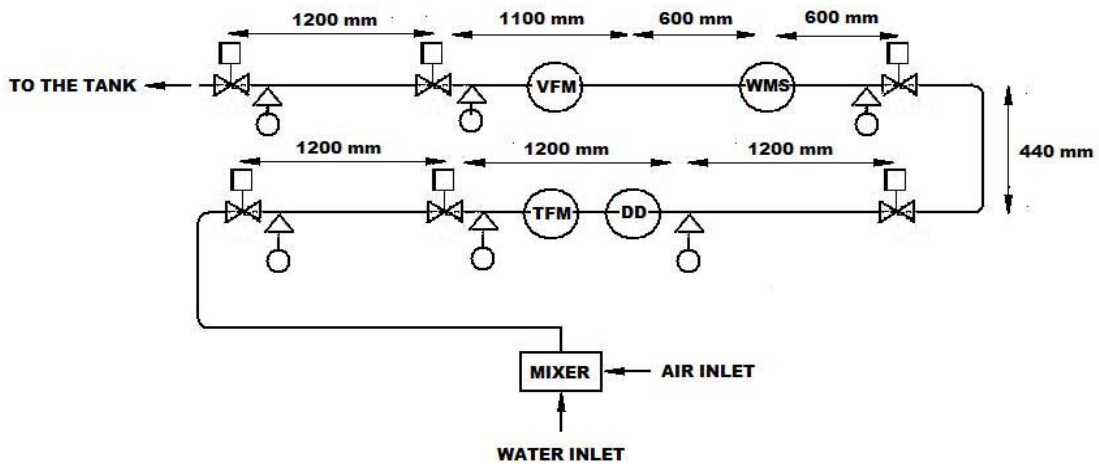 1200 mm
1100 mm
600 mm
600 mm
TO THE TANK
VFM
WMS
1200 mm
1200 mm
1200 mm
440 mm
TFM
DD
MIXER
AIR INLET
WATER INLET